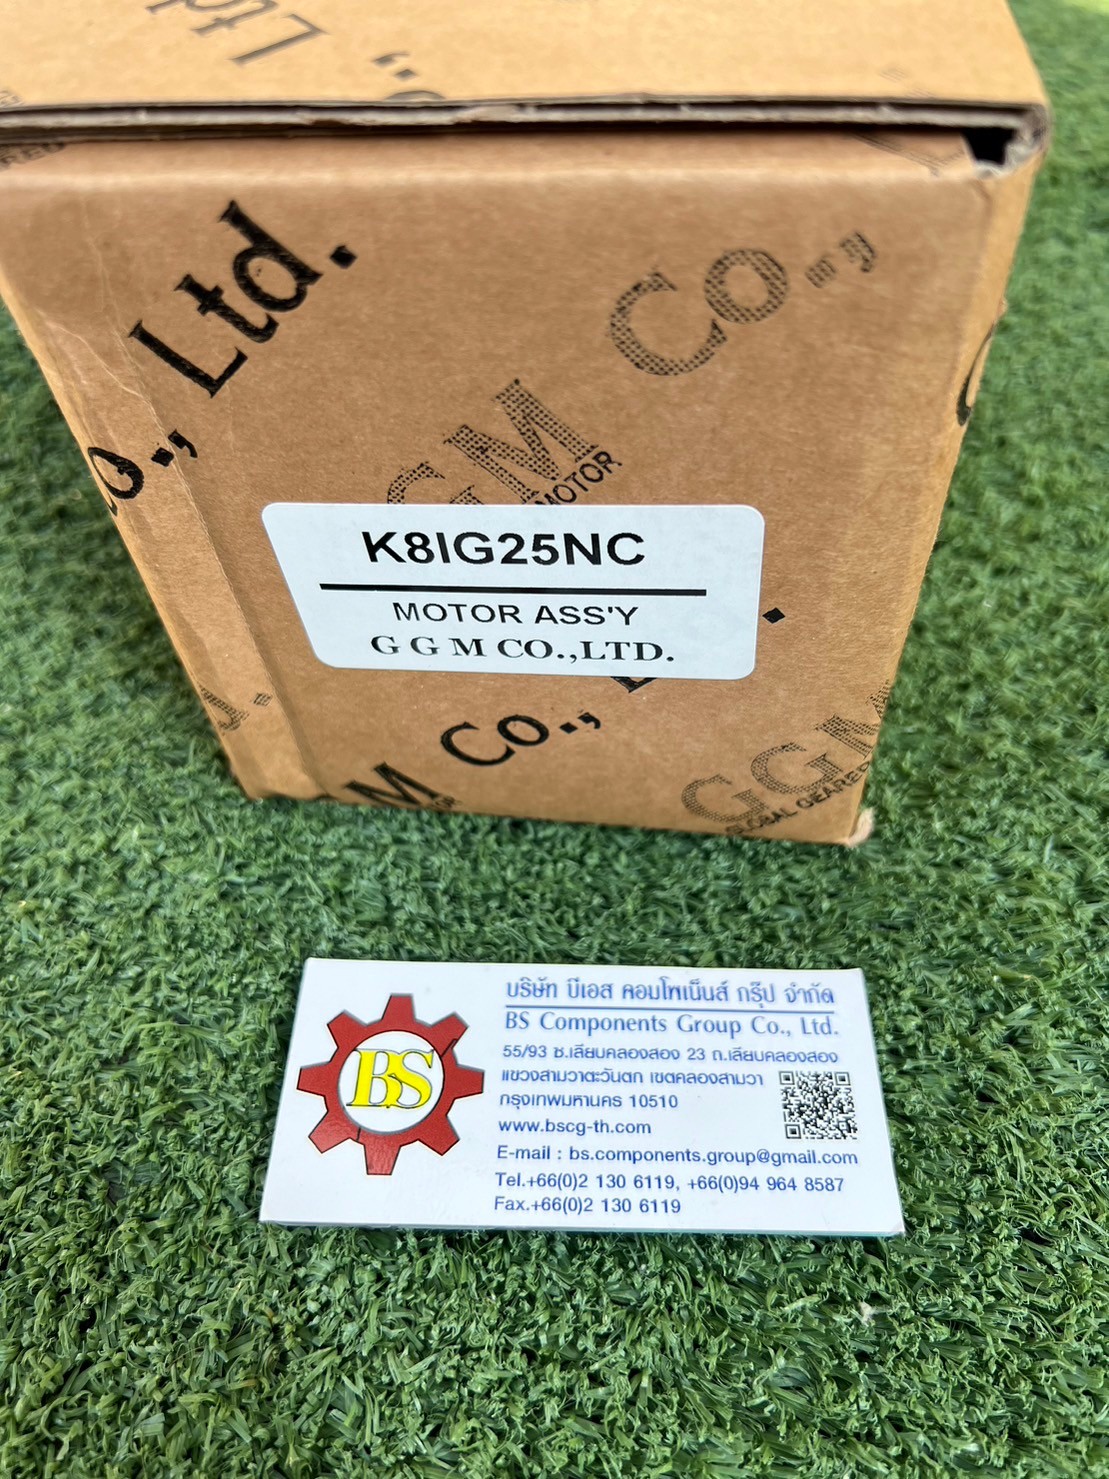 Ltd
Co., Ltd.
GGM Co.,
MOTOR
K8IG25NC
MOTOR ASS'Y
G G M CO.,LTD.
M Co.,
GGM
GLOBAL GEARED
BS
บริษัท บีเอส คอมโพเน็นส์ กรุ๊ป จำกัด
BS Components Group Co., Ltd.
55/93 ซ.เลียบคลองสอง 23 ถ.เลียบคลองสอง
แขวงสามวาตะวันตก เขตคลองสามวา
กรุงเทพมหานคร 10510
www.bscg-th.com
E-mail : bs.components.group@gmail.com
Tel.+66(0)2 130 6119, +66(0)94 964 8587
Fax.+66(0)2 130 6119